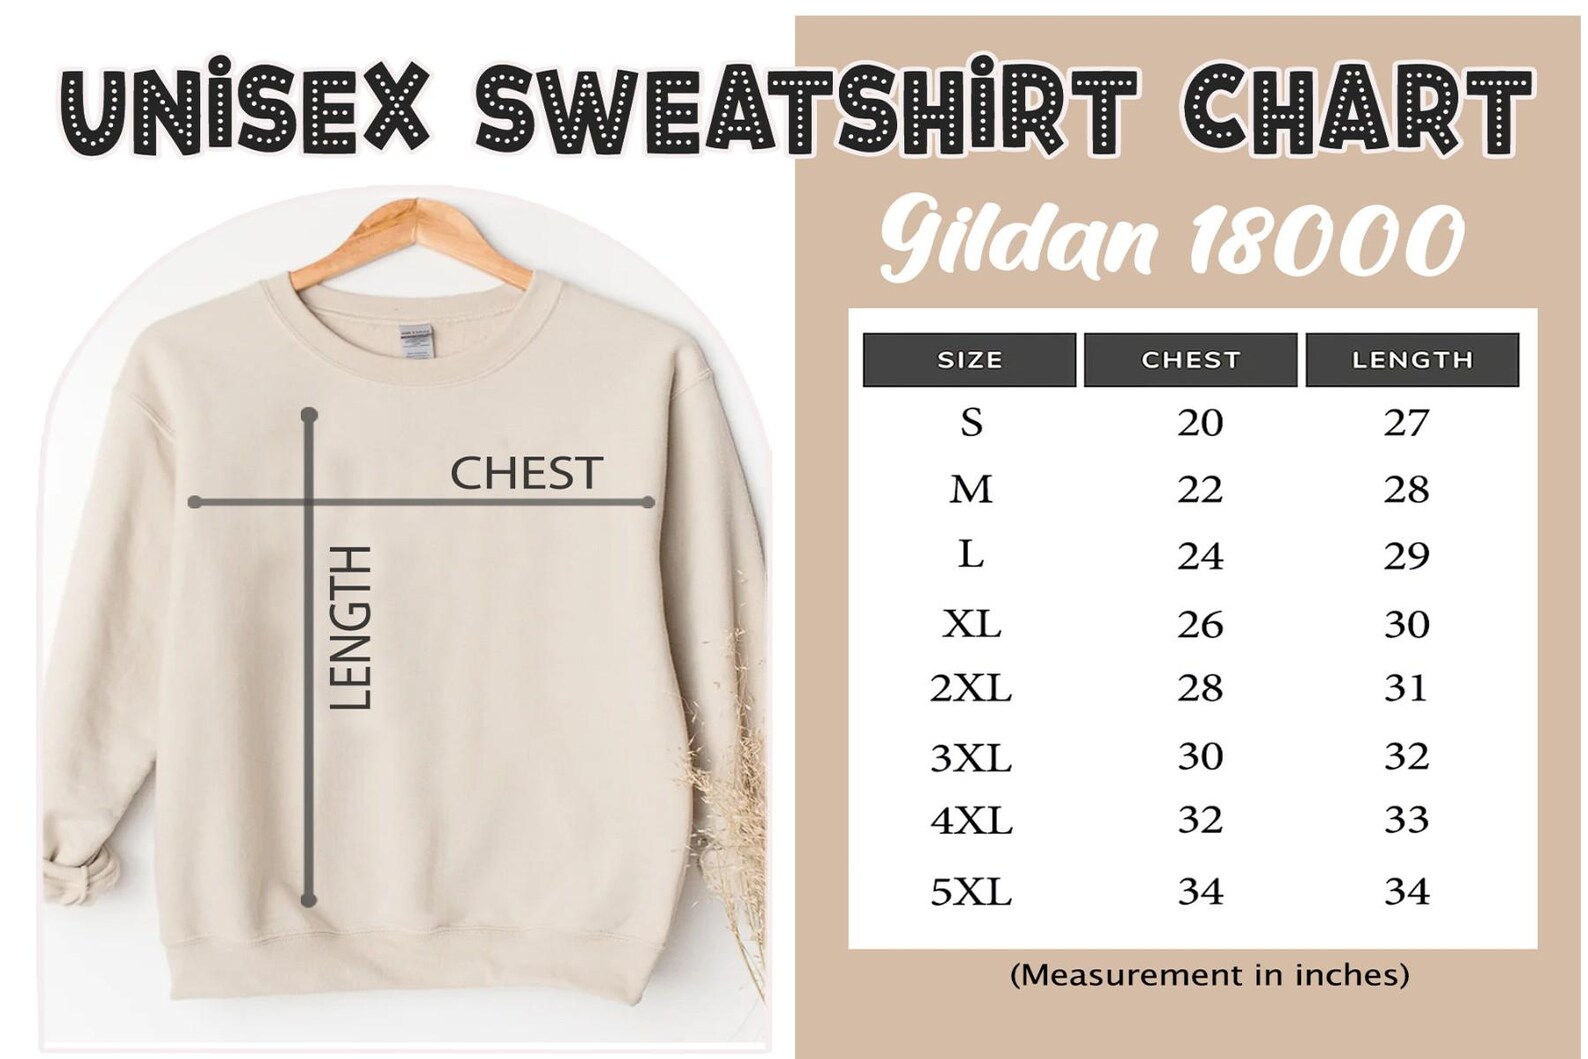 UNiSEX SWEATSHiRT CHART
Gildan 18000
CHEST
LENGTH
SIZE CHEST LENGTH
S 20 27
M 22 28
L 24 29
XL 26 30
2XL 28 31
3XL 30 32
4XL 32 33
5XL 34 34
(Measurement in inches)